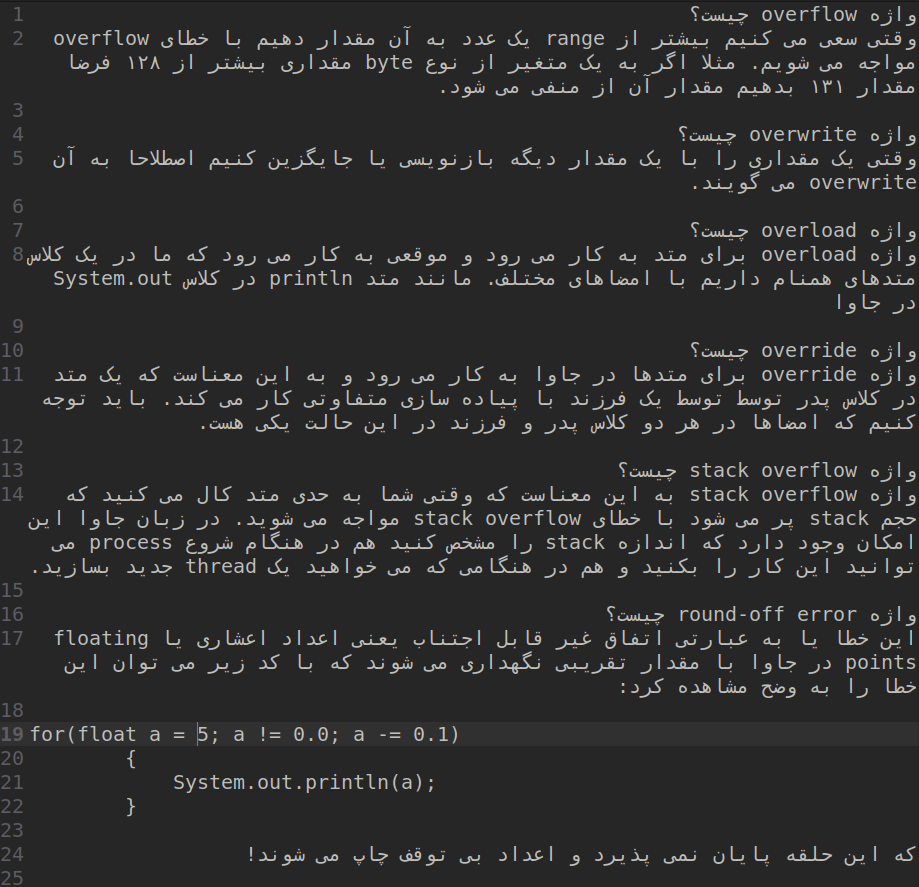 1 واژه overflow چیست؟
2 وقتی سعی می کنیم بیشتر از range یک عدد به آن مقدار دهیم با خطای overflow
مواجه می شویم. مثلا اگر به یک متغیر از نوع byte مقداری بیشتر از ۱۲۸ فرضا
مقدار ۱۳۱ بدهیم مقدار آن از منفی می شود.
3
4 واژه overwrite چیست؟
5 وقتی یک مقداری را با یک مقدار دیگه بازنویسی یا جایگزین کنیم اصطلاحا به آن
overwrite می گویند.
6
7 واژه overload چیست؟
8 واژه overload برای متد به کار می رود و موقعی به کار می رود که ما در یک کلاس
متدهای همنام داریم با امضاهای مختلف. مانند متد println در کلاس System.out
در جاوا
9
10 واژه override چیست؟
11 واژه override برای متدها در جاوا به کار می رود و به این معناست که یک متد
در کلاس پدر توسط توسط یک فرزند با پیاده سازی متفاوتی کار می کند. باید توجه
کنیم که امضاها در هر دو کلاس پدر و فرزند در این حالت یکی هست.
12
13 واژه stack overflow چیست؟
14 واژه stack overflow به این معناست که وقتی شما به حدی متد کال می کنید که
حجم stack پر می شود با خطای stack overflow مواجه می شوید. در زبان جاوا این
امکان وجود دارد که اندازه stack را مشخص کنید هم در هنگام شروع process می
توانید این کار را بکنید و هم در هنگامی که می خواهید یک thread جدید بسازید.
15
16 واژه round-off error چیست؟
17 این خطا یا به عبارتی اتفاق غیر قابل اجتناب یعنی اعداد اعشاری یا floating
points در جاوا با مقدار تقریبی نگهداری می شوند که با کد زیر می توان این
خطا را به وضح مشاهده کرد:
18
19 for(float a = 5; a != 0.0; a -= 0.1)
20 {
21 System.out.println(a);
22 }
23
24 که این حلقه پایان نمی پذیرد و اعداد بی توقف چاپ می شوند!
25